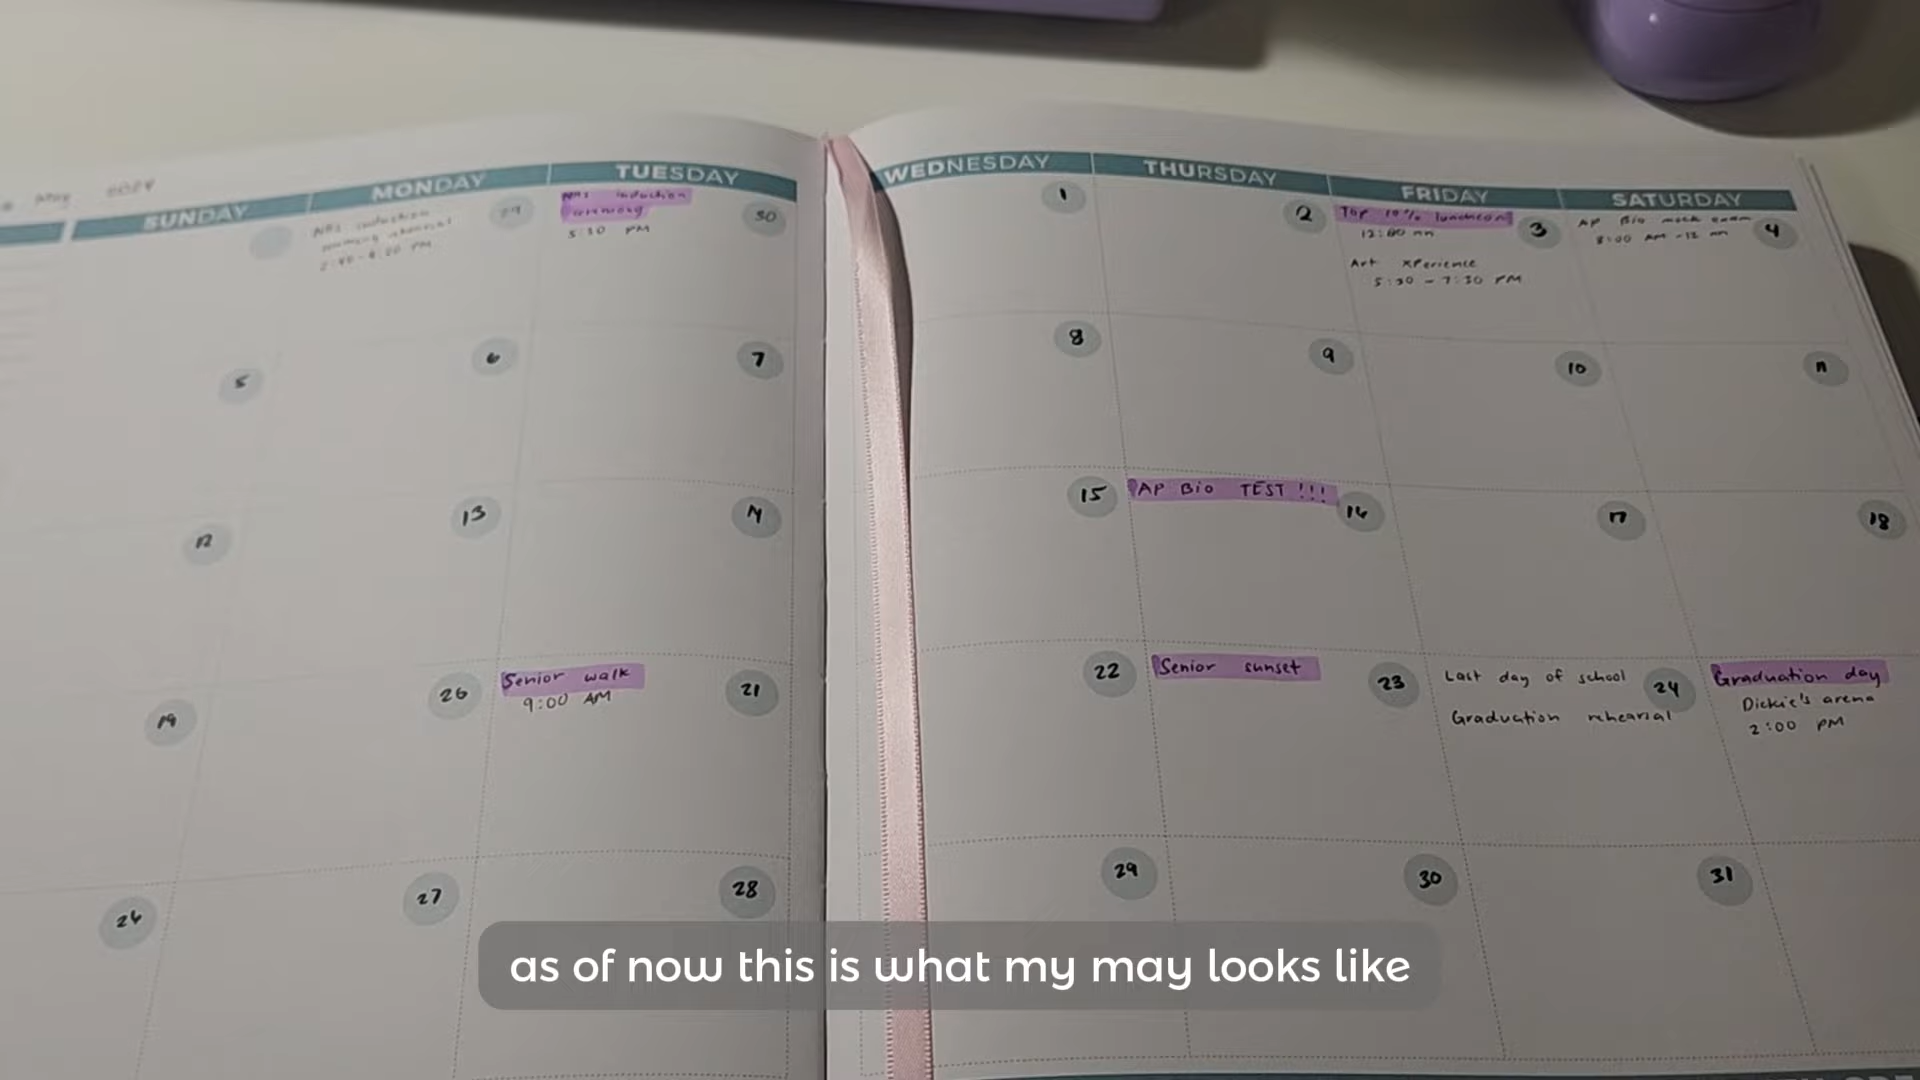 May 2024
SUNDAY MONDAY TUESDAY WEDNESDAY THURSDAY FRIDAY SATURDAY
29
induction
30
induction
ceremony
5:30 PM
1
2
Top 10% luncheon
3
12:00
Art xPerience
5:30 - 7:30 PM
AP Bio mock exam
4
8:00 AM - 12
5
6
7
8
9
10
11
12
13
14
15
AP Bio TEST !!!
16
17
18
19
20
Senior walk
9:00 AM
21
22
Senior sunset
23
Last day of school
24
Graduation rehearsal
Graduation day
Dickie's arena
2:00 PM
26
27
28
29
30
31
as of now this is what my may looks like